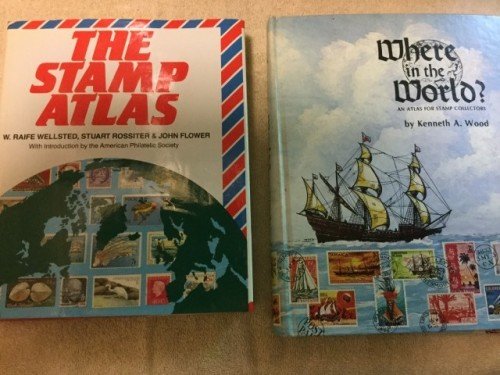 THE
STAMP
ATLAS
W. RAIFE WELLSTED, STUART ROSSITER & JOHN FLOWER
With Introduction by the American Philatelic Society
Where
in the
World?
AN ATLAS FOR STAMP COLLECTORS
by Kenneth A. Wood
JAMAICA